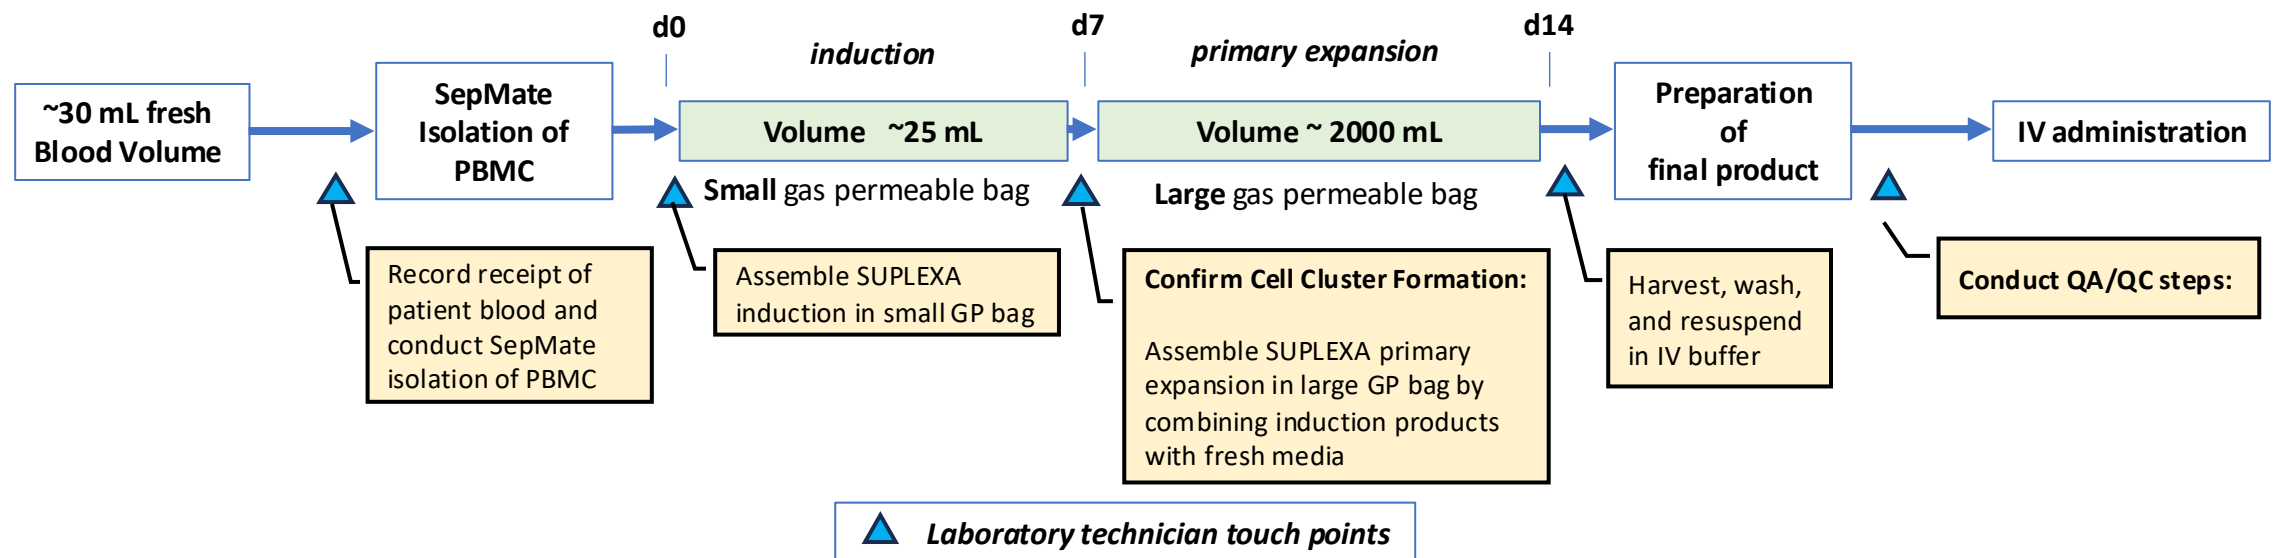 d0
induction
d7
primary expansion
d14
~30 mL fresh
Blood Volume
SepMate
Isolation of
PBMC
Volume ~25 mL
Volume ~ 2000 mL
Preparation
of
final product
IV administration
Small gas permeable bag
Large gas permeable bag
Record receipt of
patient blood and
conduct SepMate
isolation of PBMC
Assemble SUPLEXA
induction in small GP bag
Confirm Cell Cluster Formation:
Assemble SUPLEXA primary
expansion in large GP bag by
combining induction products
with fresh media
Harvest, wash,
and resuspend
in IV buffer
Conduct QA/QC steps:
Laboratory technician touch points